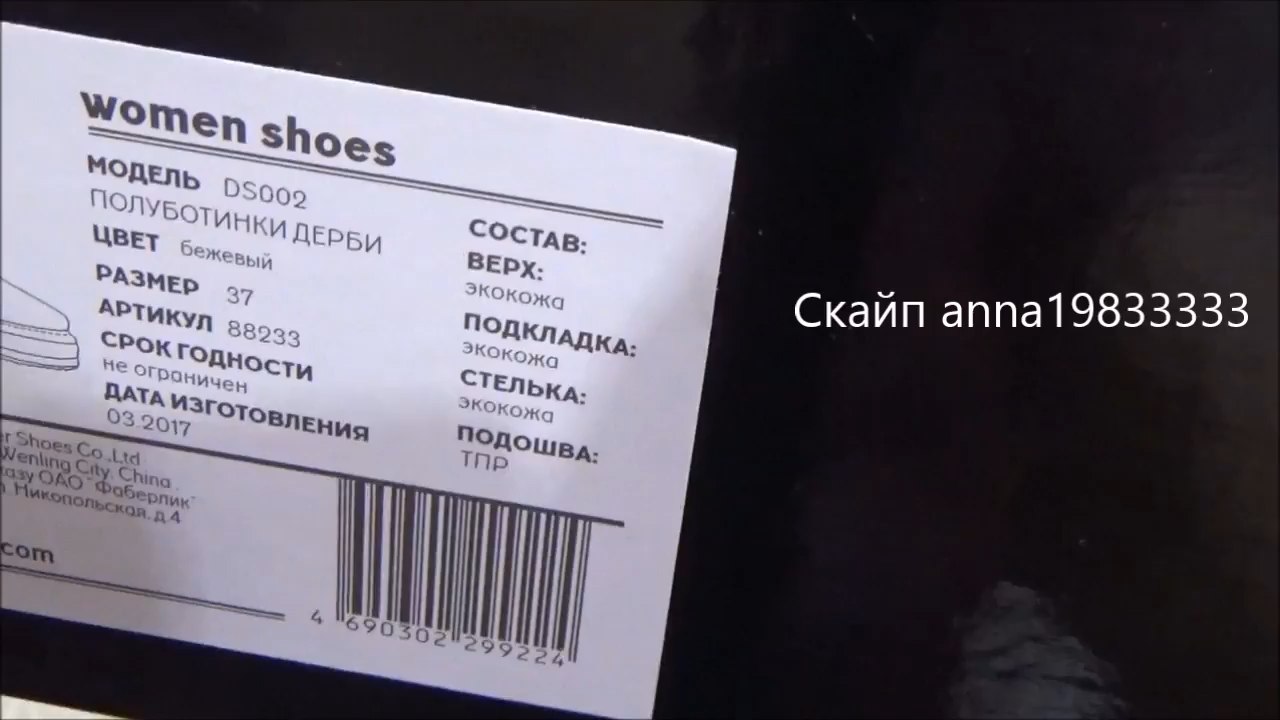 women shoes
МОДЕЛЬ DS002
ПОЛУБОТИНКИ ДЕРБИ
ЦВЕТ бежевый
РАЗМЕР 37
АРТИКУЛ 88233
СРОК ГОДНОСТИ
не ограничен
ДАТА ИЗГОТОВЛЕНИЯ
03.2017
СОСТАВ:
ВЕРХ:
экокожа
ПОДКЛАДКА:
экокожа
СТЕЛЬКА:
экокожа
ПОДОШВА:
ТПР
Shoes Co.,Ltd
Wenling City, China
ОАО "Фаберлик"
Никопольская, д.4
com
4 690302 299224
Скайп anna19833333